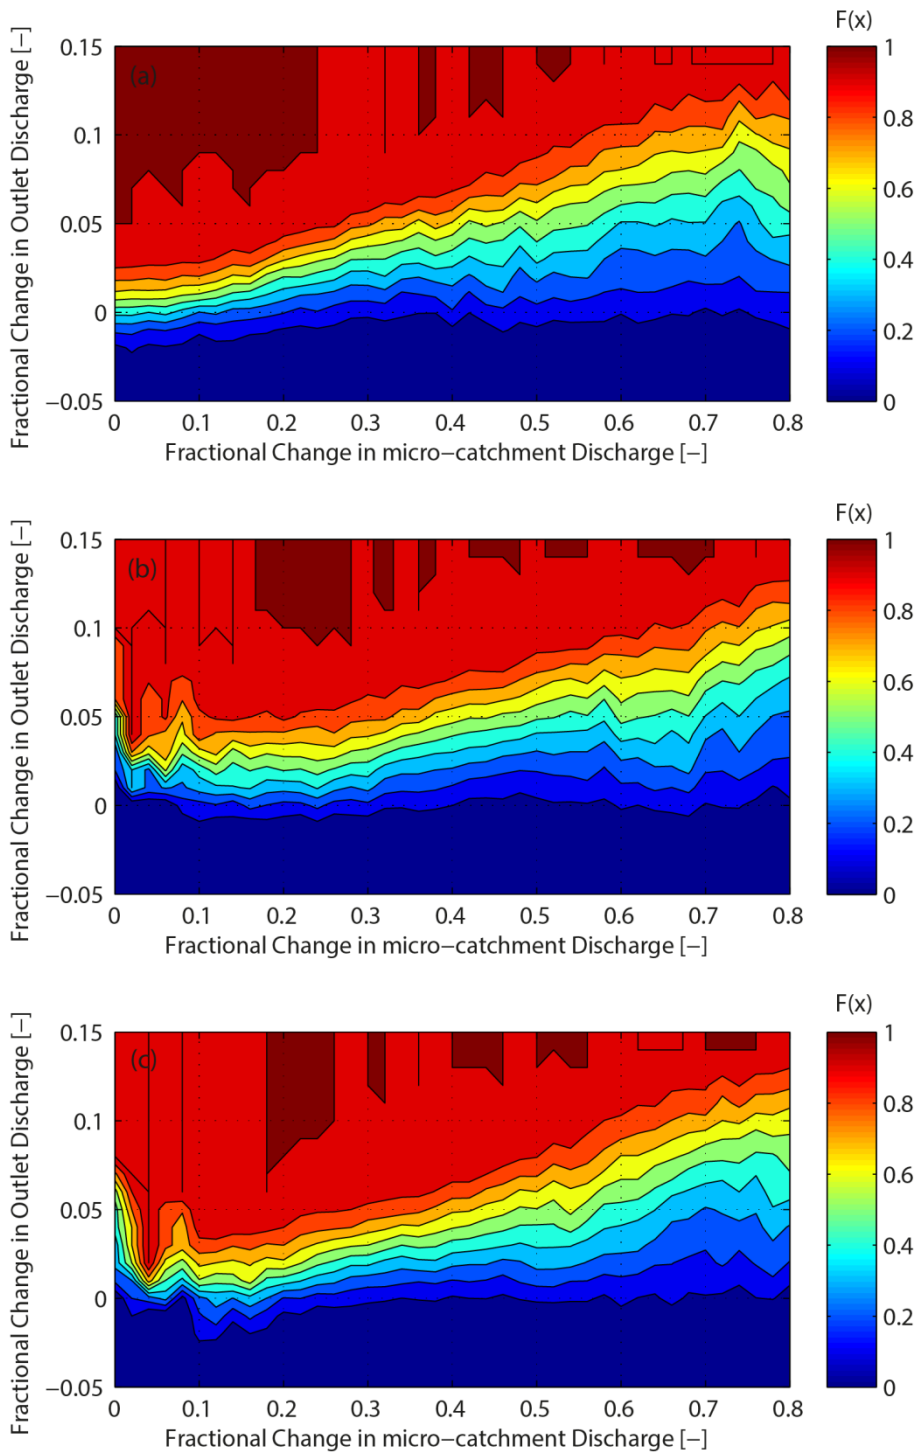 F(x)
0.15
(a)
1
0.1
0.8
0.05
0.6
0
0.4
0.2
−0.05
0
0 0.1 0.2 0.3 0.4 0.5 0.6 0.7 0.8
Fractional Change in Outlet Discharge [−]
Fractional Change in micro−catchment Discharge [−]
F(x)
0.15
(b)
1
0.1
0.8
0.05
0.6
0
0.4
0.2
−0.05
0
0 0.1 0.2 0.3 0.4 0.5 0.6 0.7 0.8
Fractional Change in Outlet Discharge [−]
Fractional Change in micro−catchment Discharge [−]
F(x)
0.15
(c)
1
0.1
0.8
0.05
0.6
0
0.4
0.2
−0.05
0
0 0.1 0.2 0.3 0.4 0.5 0.6 0.7 0.8
Fractional Change in Outlet Discharge [−]
Fractional Change in micro−catchment Discharge [−]